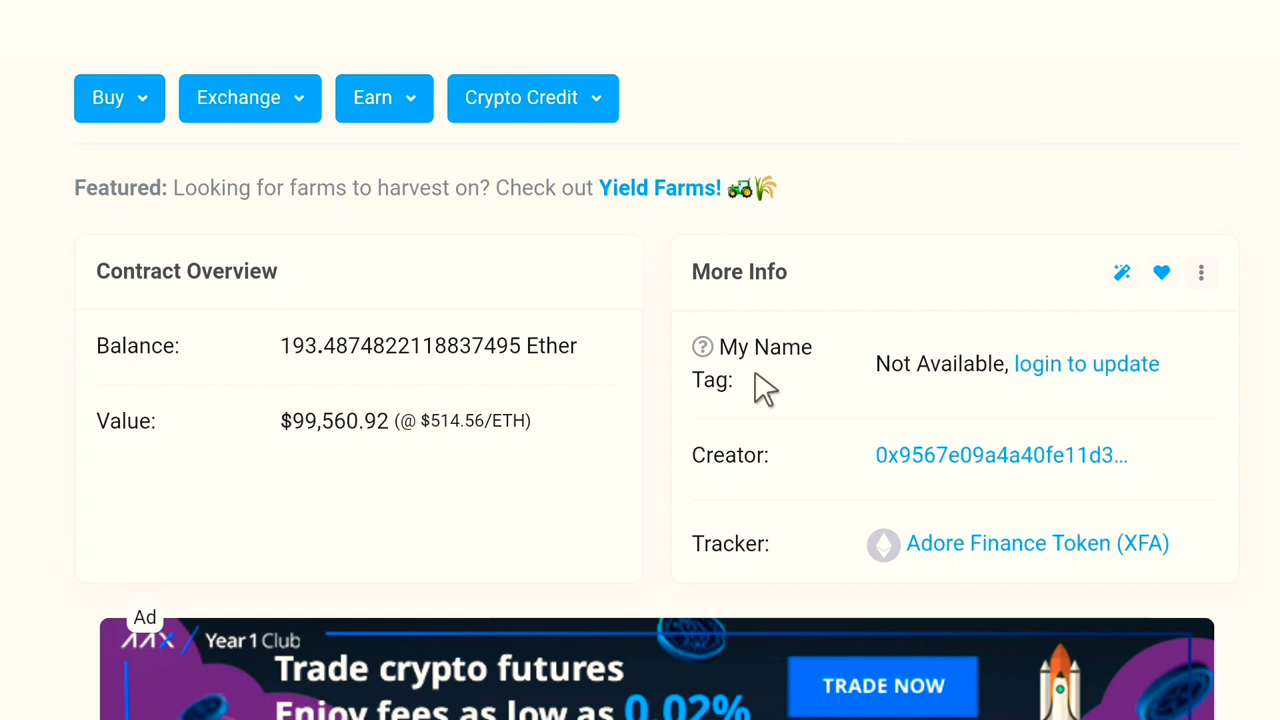 Buy
Exchange
Earn
Crypto Credit
Featured: Looking for farms to harvest on? Check out Yield Farms!
Contract Overview
Balance: 193.4874822118837495 Ether
Value: $99,560.92 (@ $514.56/ETH)
More Info
My Name
Tag:
Not Available, login to update
Creator: 0x9567e09a4a40fe11d3...
Tracker: Adore Finance Token (XFA)
Ad
AAX Year 1 Club
Trade crypto futures
Enjoy fees as low as 0.02%
TRADE NOW